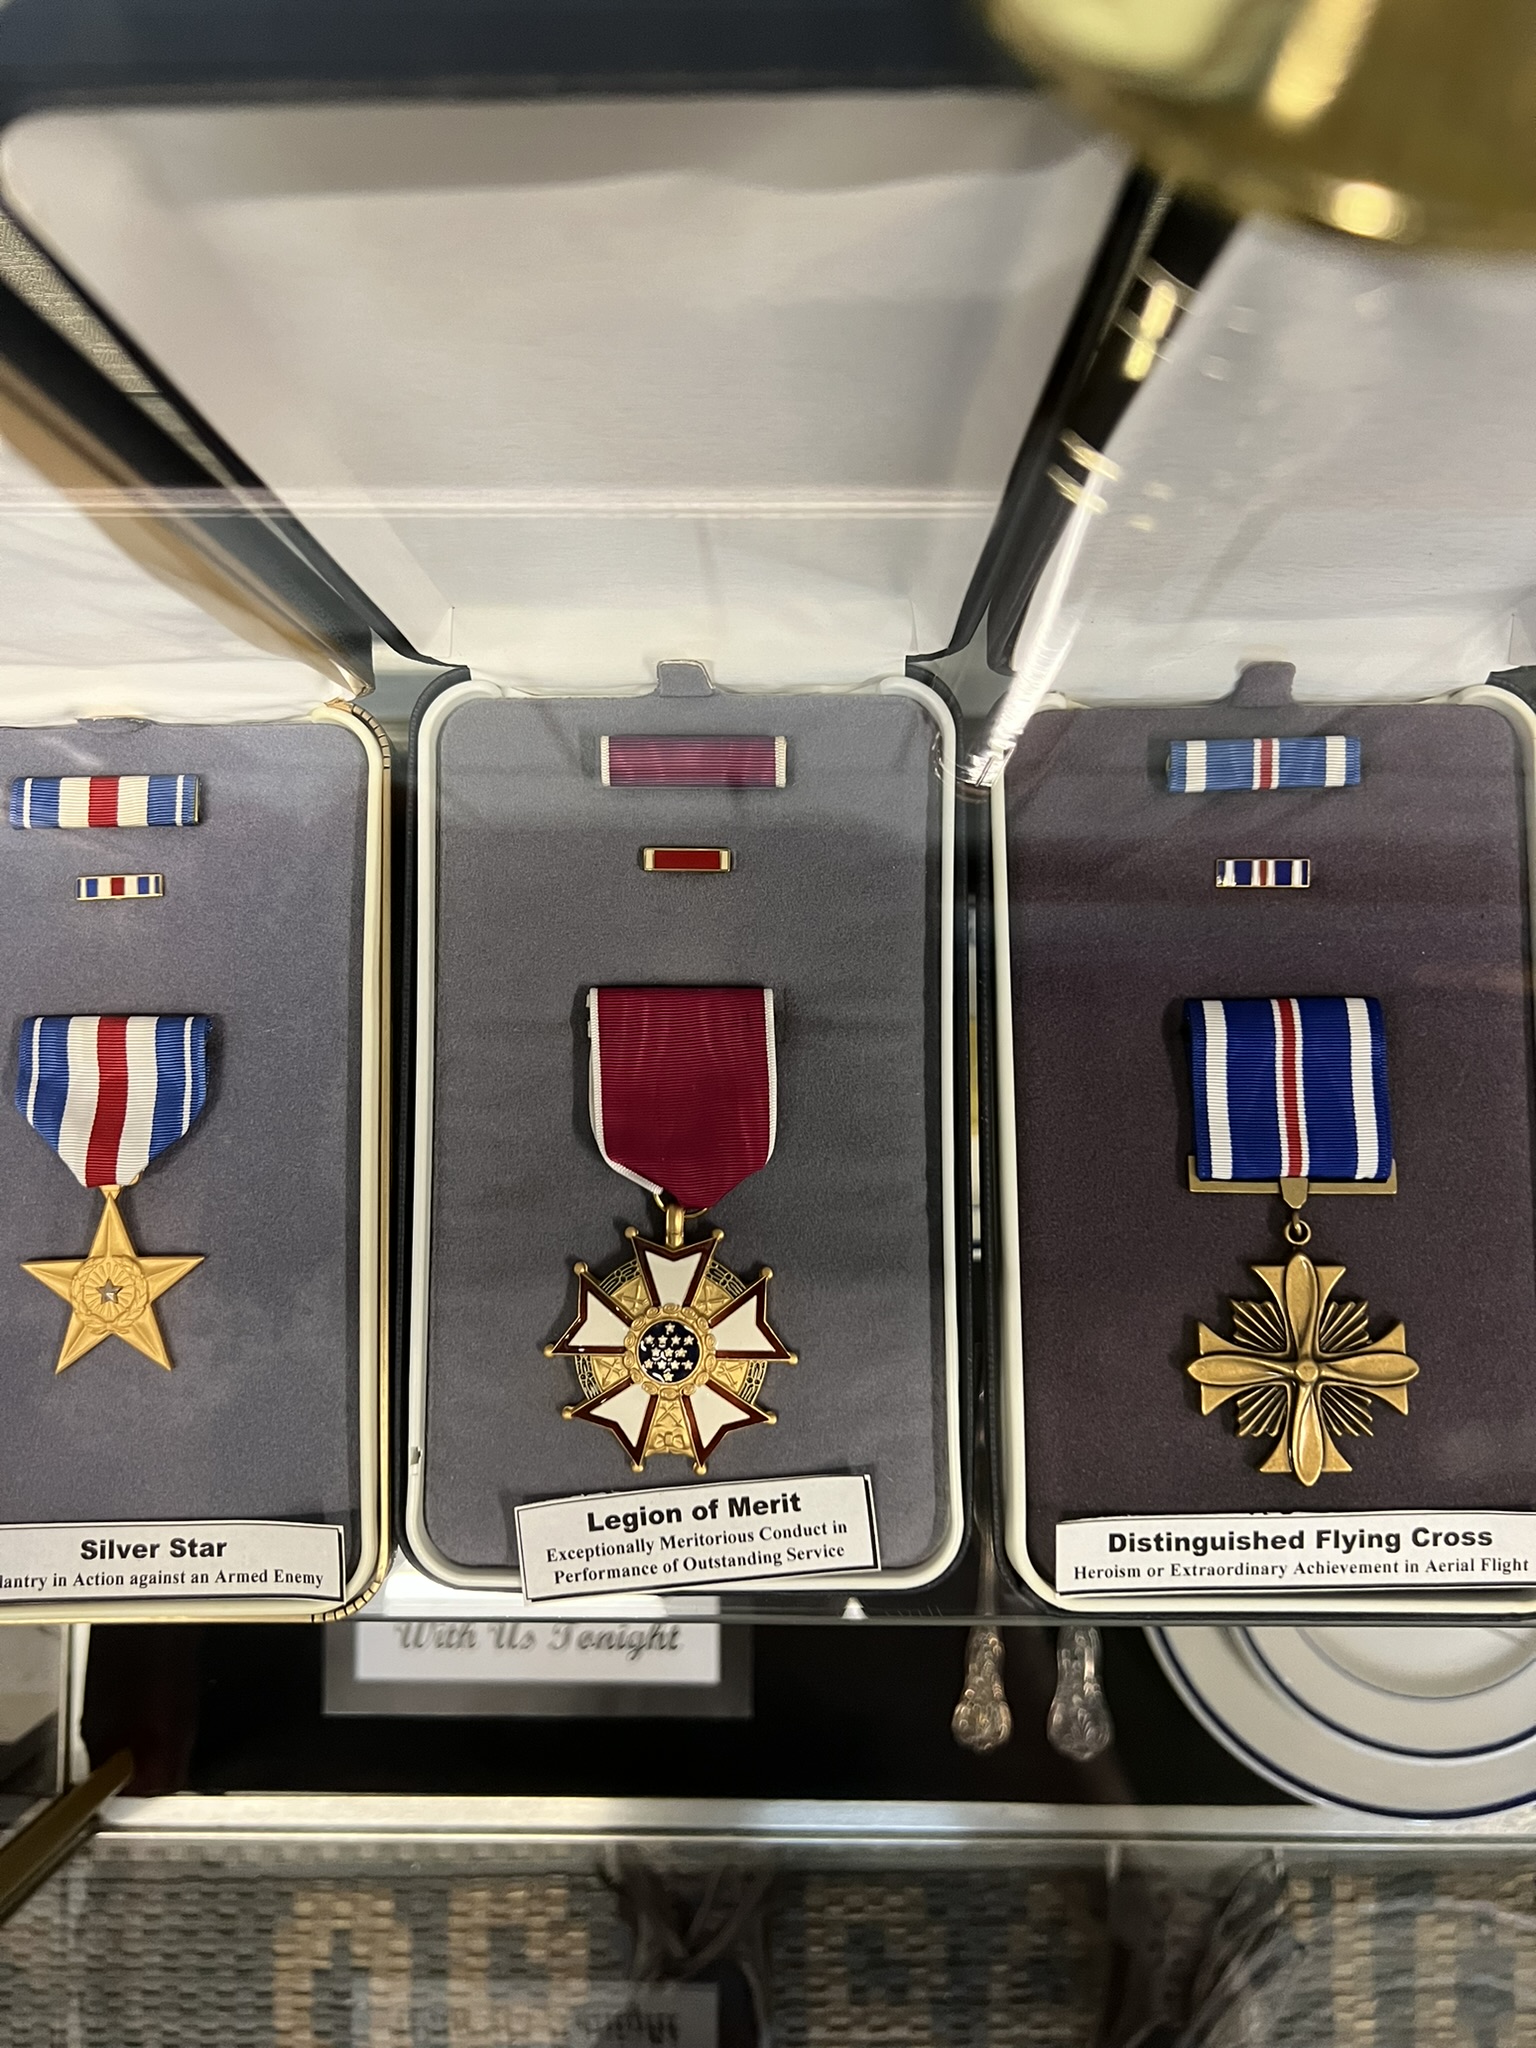 Silver Star
lantry in Action against an Armed Enemy
Legion of Merit
Exceptionally Meritorious Conduct in
Performance of Outstanding Service
Distinguished Flying Cross
Heroism or Extraordinary Achievement in Aerial Flight
With Us Tonight